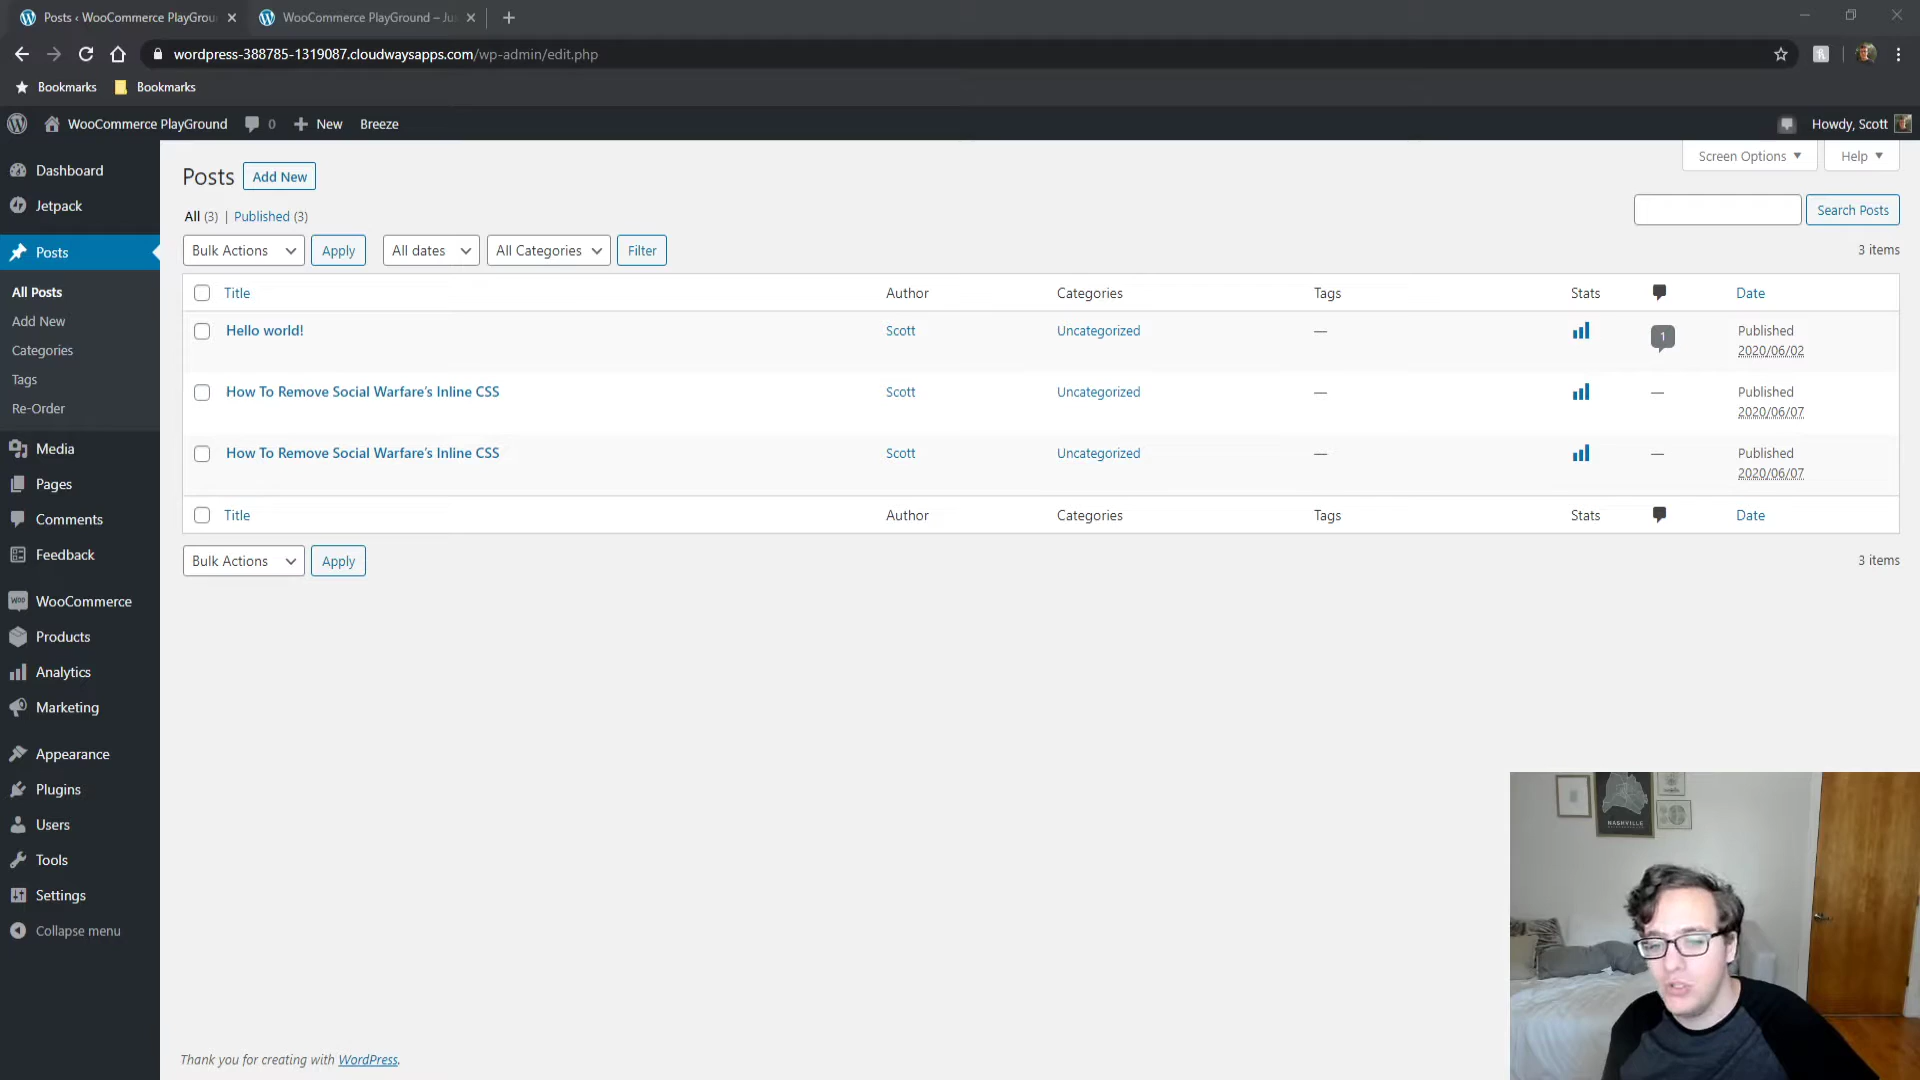 Posts ‹ WooCommerce PlayGrou
WooCommerce PlayGround – Ju
wordpress-388785-1319087.cloudwaysapps.com/wp-admin/edit.php
Bookmarks
Bookmarks
WooCommerce PlayGround
0
New
Breeze
Howdy, Scott
Dashboard
Jetpack
Posts
All Posts
Add New
Categories
Tags
Re-Order
Media
Pages
Comments
Feedback
WooCommerce
Products
Analytics
Marketing
Appearance
Plugins
Users
Tools
Settings
Collapse menu
Screen Options
Help
Posts
Add New
All (3) | Published (3)
Search Posts
Bulk Actions
Apply
All dates
All Categories
Filter
3 items
Title Author Categories Tags Stats Date
Hello world! Scott Uncategorized — 1 Published
2020/06/02
How To Remove Social Warfare’s Inline CSS Scott Uncategorized — — Published
2020/06/07
How To Remove Social Warfare’s Inline CSS Scott Uncategorized — — Published
2020/06/07
Title Author Categories Tags Stats Date
Bulk Actions
Apply
3 items
NASHVILLE
Thank you for creating with WordPress.